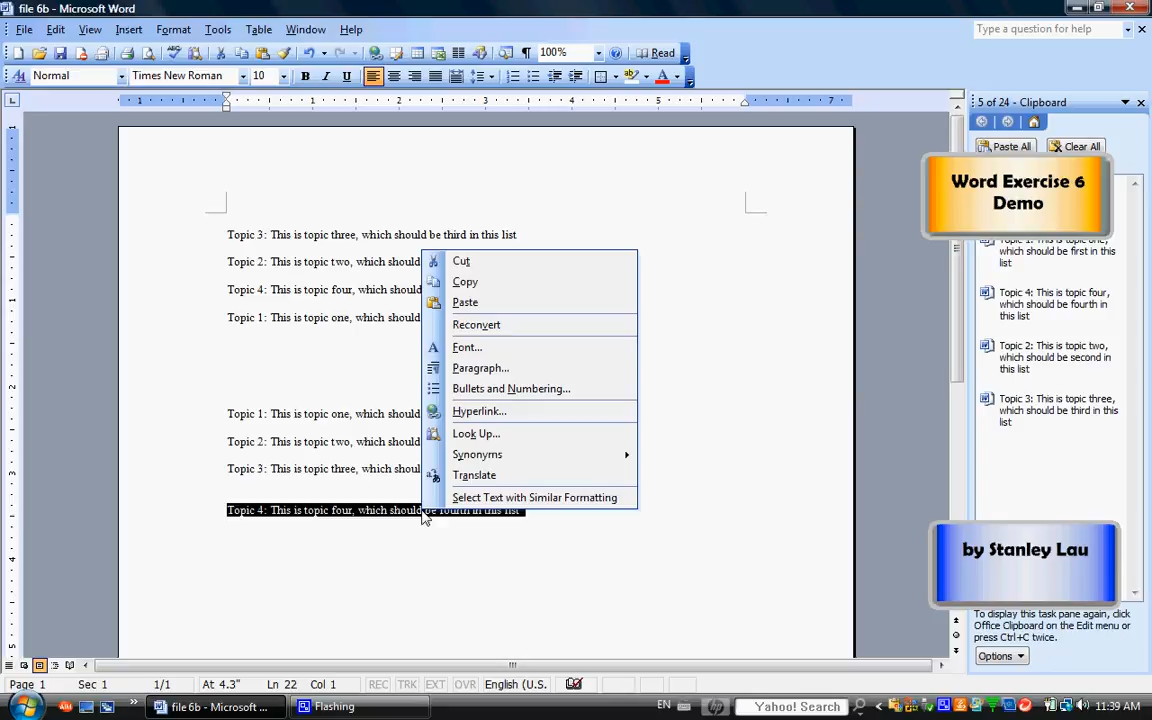 file 6b - Microsoft Word
File Edit View Insert Format Tools Table Window Help
Type a question for help
100% Read
Normal Times New Roman 10 B I U
5 of 24 - Clipboard
Paste All Clear All
Word Exercise 6
Demo
Topic 1: This is topic one,
which should be first in this
list
Topic 4: This is topic four,
which should be fourth in
this list
Topic 2: This is topic two,
which should be second in
this list
Topic 3: This is topic three,
which should be third in this
list
by Stanley Lau
To display this task pane again, click
Office Clipboard on the Edit menu or
press Ctrl+C twice.
Options
1 1 2 3 4 5 7
1
2
3
4
5
Topic 3: This is topic three, which should be third in this list
Topic 2: This is topic two, which should
Topic 4: This is topic four, which should
Topic 1: This is topic one, which should
Topic 1: This is topic one, which should
Topic 2: This is topic two, which should
Topic 3: This is topic three, which should
Topic 4: This is topic four, which should be fourth in this list
Cut
Copy
Paste
Reconvert
Font...
Paragraph...
Bullets and Numbering...
Hyperlink...
Look Up...
Synonyms
Translate
Select Text with Similar Formatting
Page 1 Sec 1 1/1 At 4.3" Ln 22 Col 1 REC TRK EXT OVR English (U.S.
file 6b - Microsoft ... Flashing EN Yahoo! Search 11:39 AM